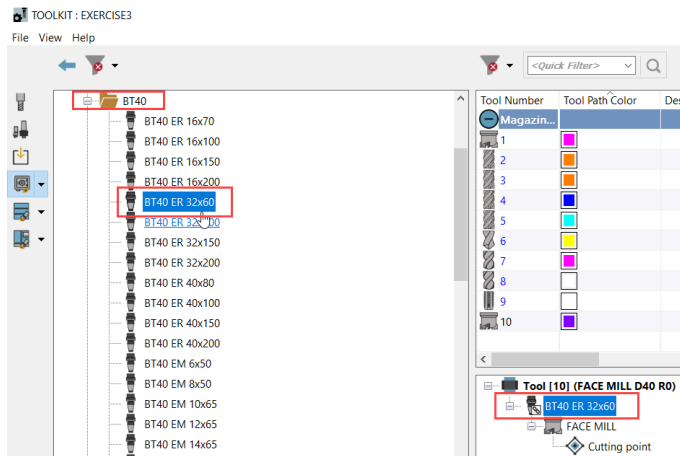 TOOLKIT : EXERCISE3
File View Help
<Quick Filter>
BT40
BT40 ER 16x70
BT40 ER 16x100
BT40 ER 16x150
BT40 ER 16x200
BT40 ER 32x60
BT40 ER 32x100
BT40 ER 32x150
BT40 ER 32x200
BT40 ER 40x80
BT40 ER 40x100
BT40 ER 40x150
BT40 ER 40x200
BT40 EM 6x50
BT40 EM 8x50
BT40 EM 10x65
BT40 EM 12x65
BT40 EM 14x65
Tool Number Tool Path Color Des
Magazin...
1
2
3
4
5
6
7
8
9
10
Tool [10] (FACE MILL D40 R0)
BT40 ER 32x60
FACE MILL
Cutting point